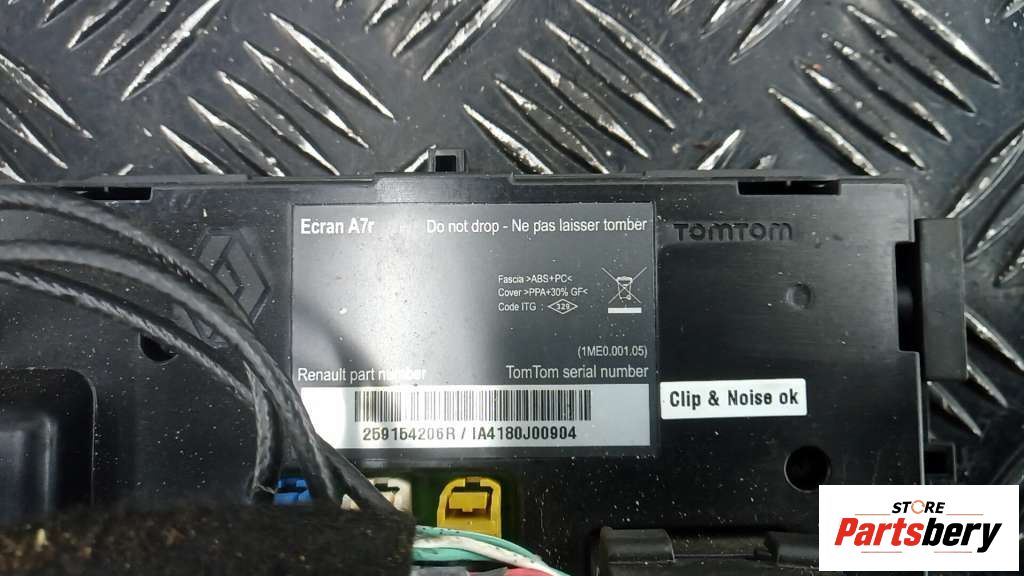 Ecran A7r
Do not drop - Ne pas laisser tomber
TOMTOM
Fascia >ABS+PC<
Cover >PPA+30% GF<
Code ITG : <329>
(1ME0.001.05)
Renault part number
TomTom serial number
259154206R / IA4180J00904
Clip & Noise ok
STORE
Partsbery